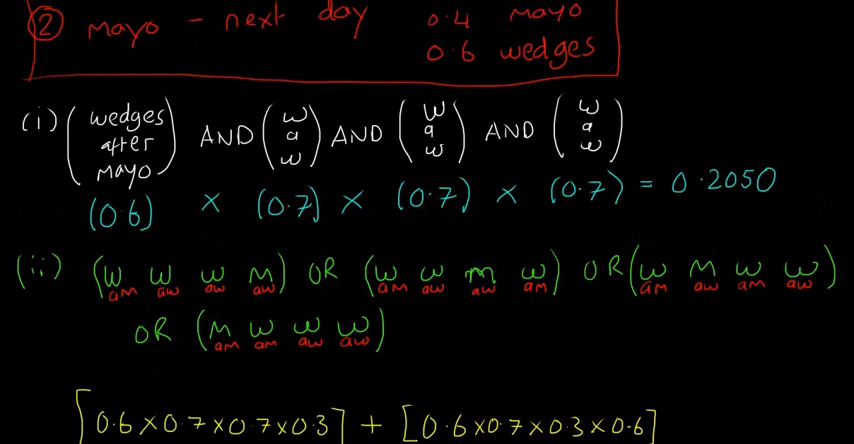 ② mayo - next day 0.4 mayo
0.6 wedges
(i) (wedges after mayo) AND (w a w) AND (w a w) AND (w a w)
(0.6) × (0.7) × (0.7) × (0.7) = 0.2050
(ii) (W W W M) OR (W W M W) OR (W M W W)
aM aw aw aw aM aw aw aM aM aw aM aw
OR (M W W W)
aM aM aw aw
[0.6×0.7×0.7×0.3] + [0.6×0.7×0.3×0.6]